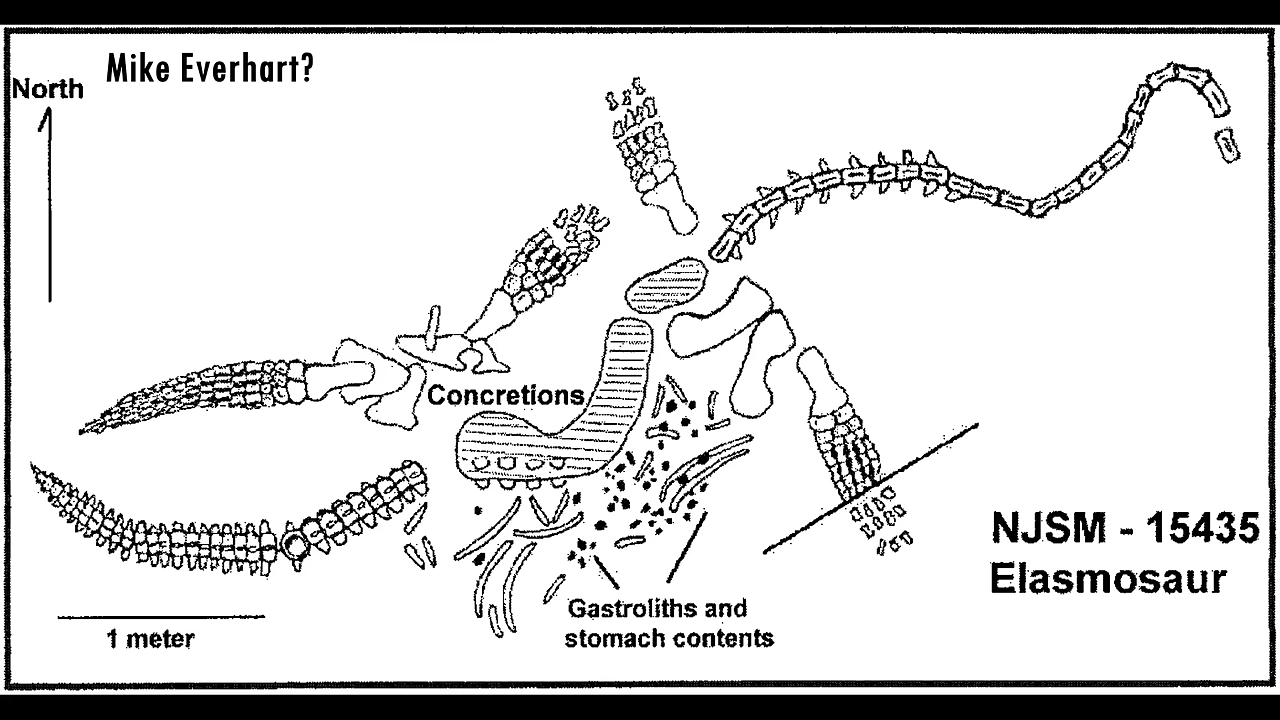 Mike Everhart?
North
Concretions
NJSM - 15435
Elasmosaur
Gastroliths and
stomach contents
1 meter